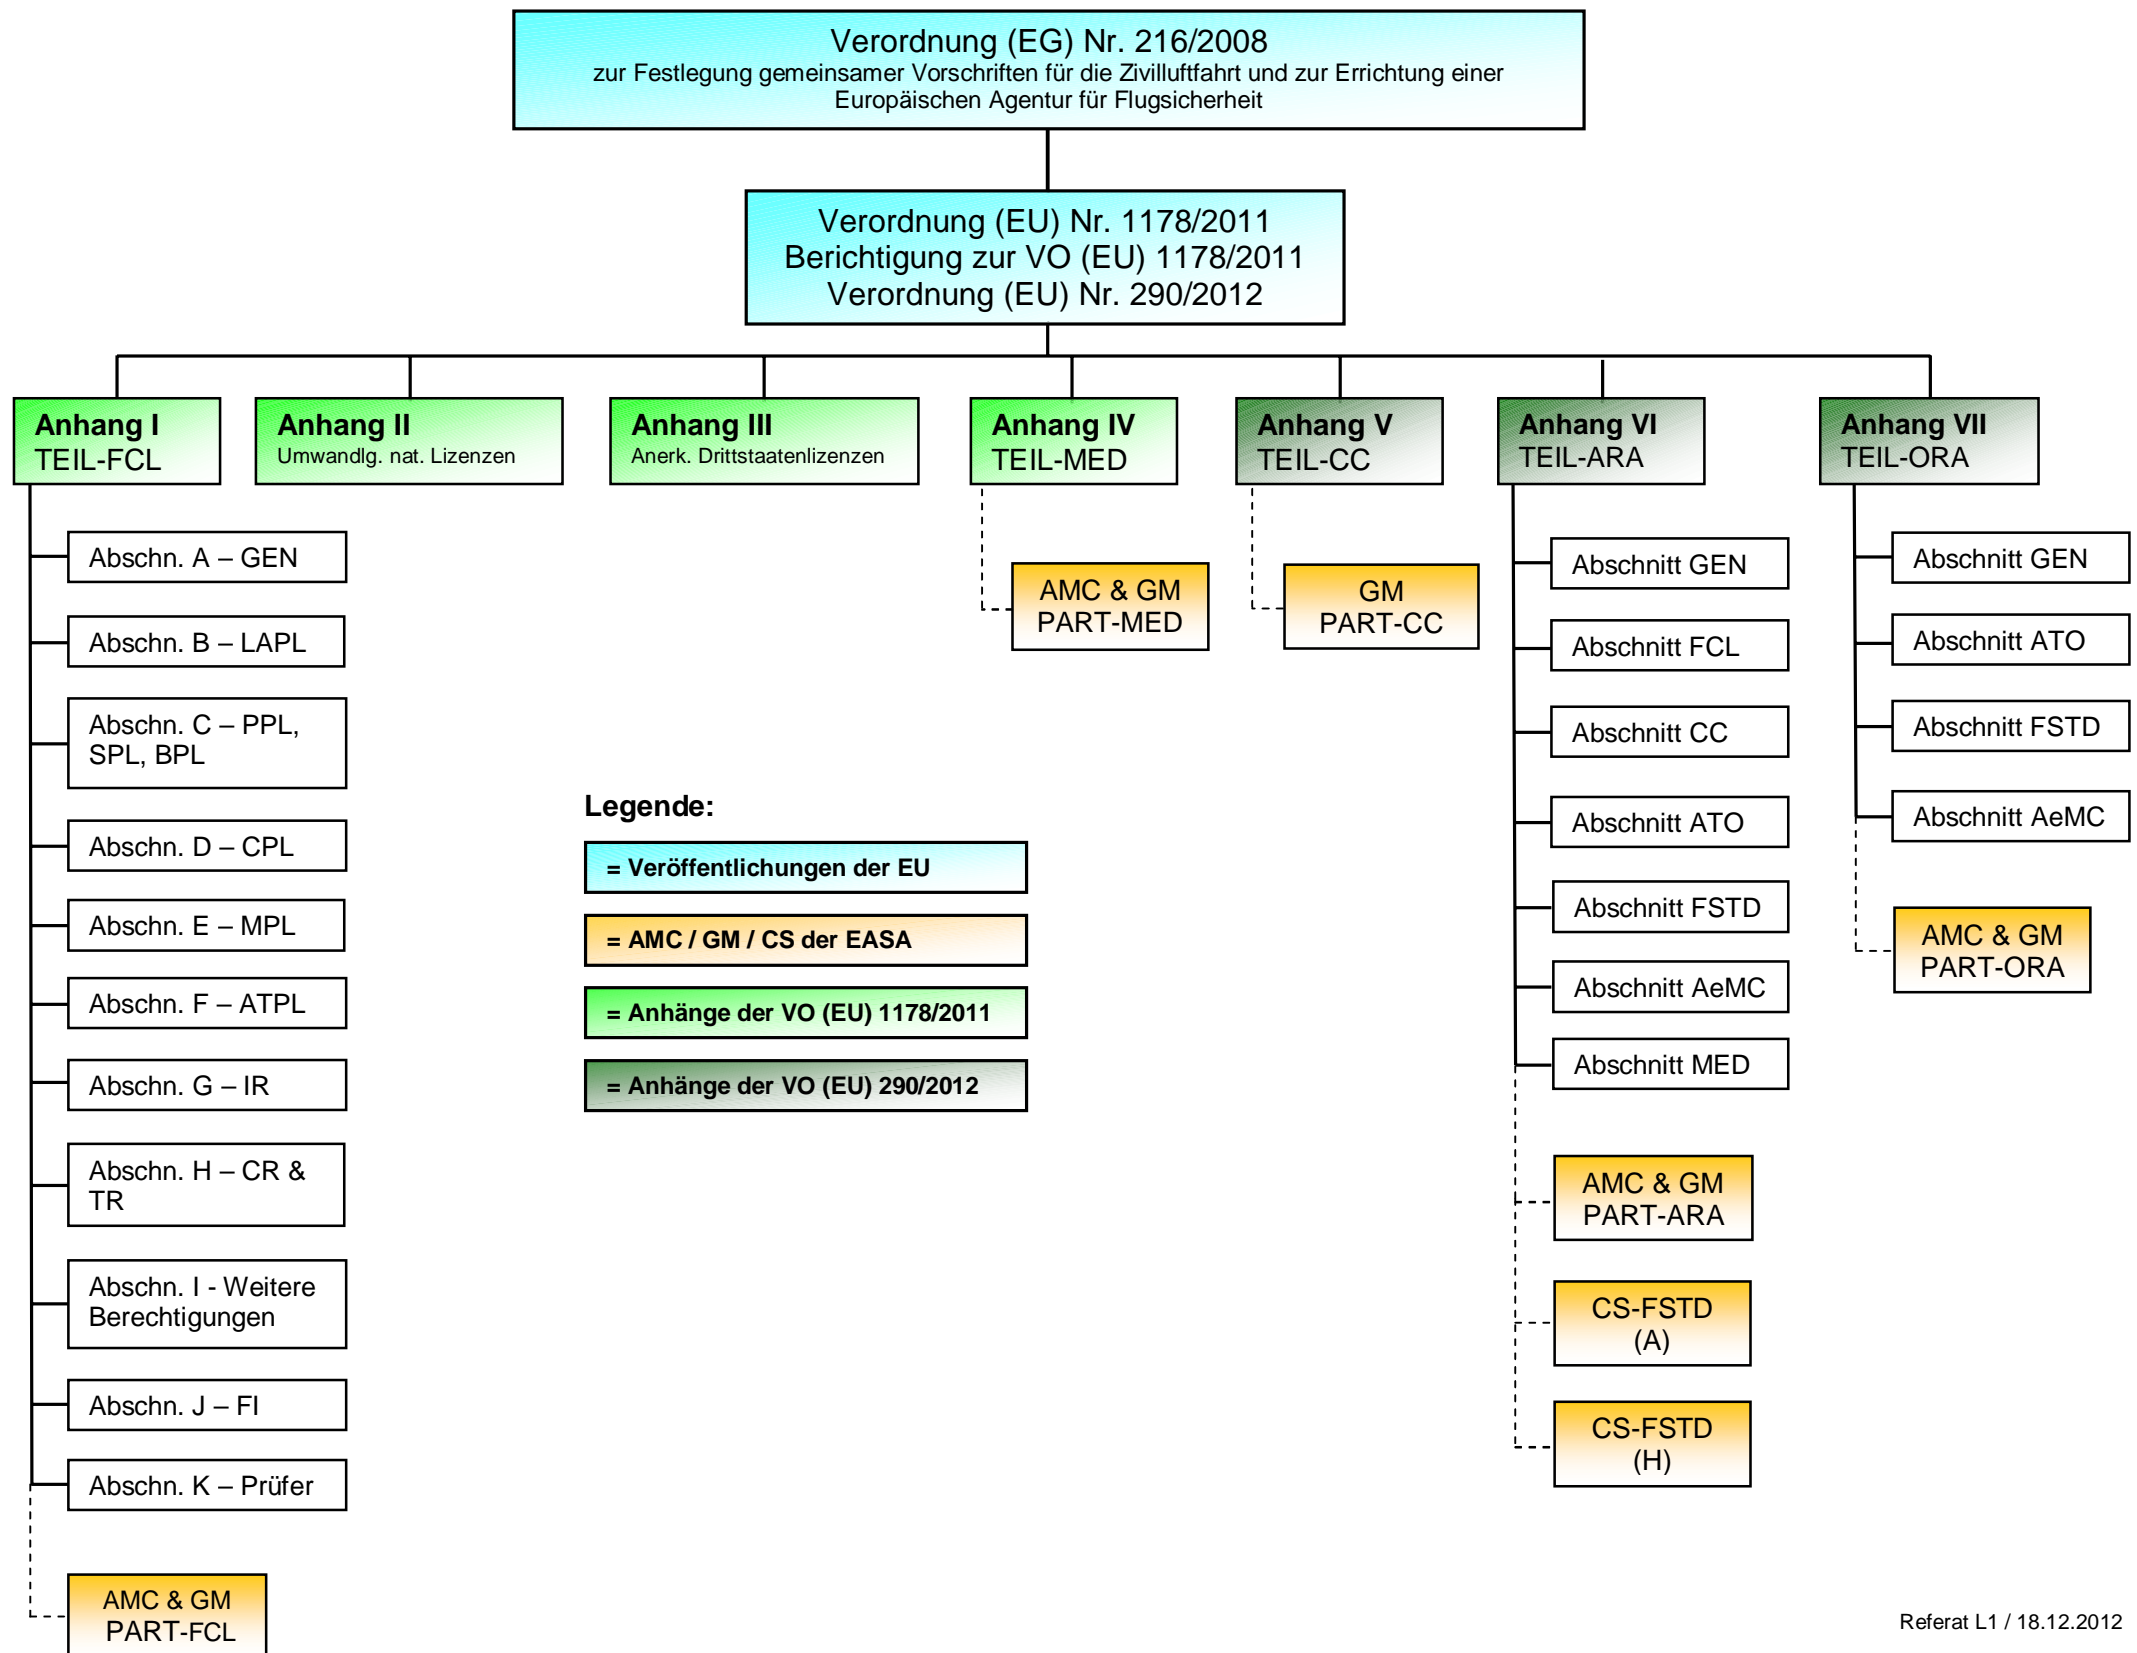 Verordnung (EG) Nr. 216/2008
zur Festlegung gemeinsamer Vorschriften für die Zivilluftfahrt und zur Errichtung einer
Europäischen Agentur für Flugsicherheit
Verordnung (EU) Nr. 1178/2011
Berichtigung zur VO (EU) 1178/2011
Verordnung (EU) Nr. 290/2012
Anhang I
TEIL-FCL
Anhang II
Umwandlg. nat. Lizenzen
Anhang III
Anerk. Drittstaatenlizenzen
Anhang IV
TEIL-MED
Anhang V
TEIL-CC
Anhang VI
TEIL-ARA
Anhang VII
TEIL-ORA
Abschn. A – GEN
Abschn. B – LAPL
Abschn. C – PPL,
SPL, BPL
Abschn. D – CPL
Abschn. E – MPL
Abschn. F – ATPL
Abschn. G – IR
Abschn. H – CR &
TR
Abschn. I - Weitere
Berechtigungen
Abschn. J – FI
Abschn. K – Prüfer
AMC & GM
PART-FCL
AMC & GM
PART-MED
GM
PART-CC
Abschnitt GEN
Abschnitt FCL
Abschnitt CC
Abschnitt ATO
Abschnitt FSTD
Abschnitt AeMC
Abschnitt MED
AMC & GM
PART-ARA
CS-FSTD
(A)
CS-FSTD
(H)
Abschnitt GEN
Abschnitt ATO
Abschnitt FSTD
Abschnitt AeMC
AMC & GM
PART-ORA
Legende:
= Veröffentlichungen der EU
= AMC / GM / CS der EASA
= Anhänge der VO (EU) 1178/2011
= Anhänge der VO (EU) 290/2012
Referat L1 / 18.12.2012